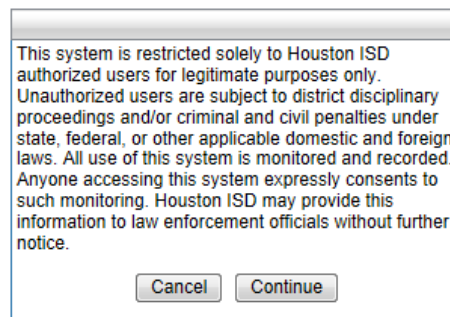 This system is restricted solely to Houston ISD
authorized users for legitimate purposes only.
Unauthorized users are subject to district disciplinary
proceedings and/or criminal and civil penalties under
state, federal, or other applicable domestic and foreign
laws. All use of this system is monitored and recorded.
Anyone accessing this system expressly consents to
such monitoring. Houston ISD may provide this
information to law enforcement officials without further
notice.
Cancel Continue